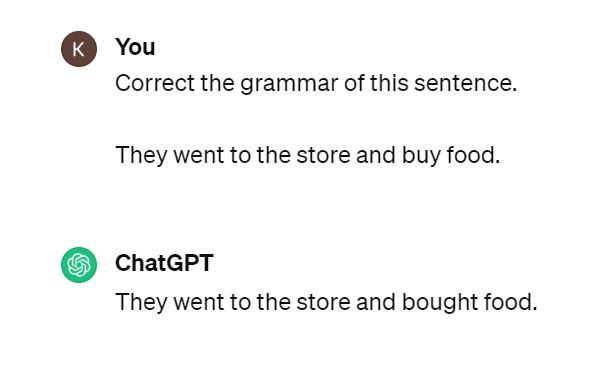 K
You
Correct the grammar of this sentence.
They went to the store and buy food.
ChatGPT
They went to the store and bought food.